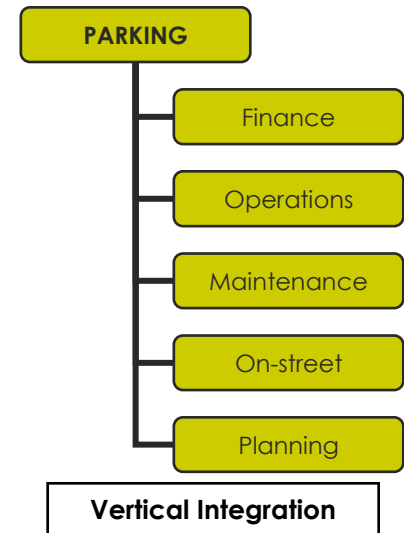 PARKING
Finance
Operations
Maintenance
On-street
Planning
Vertical Integration